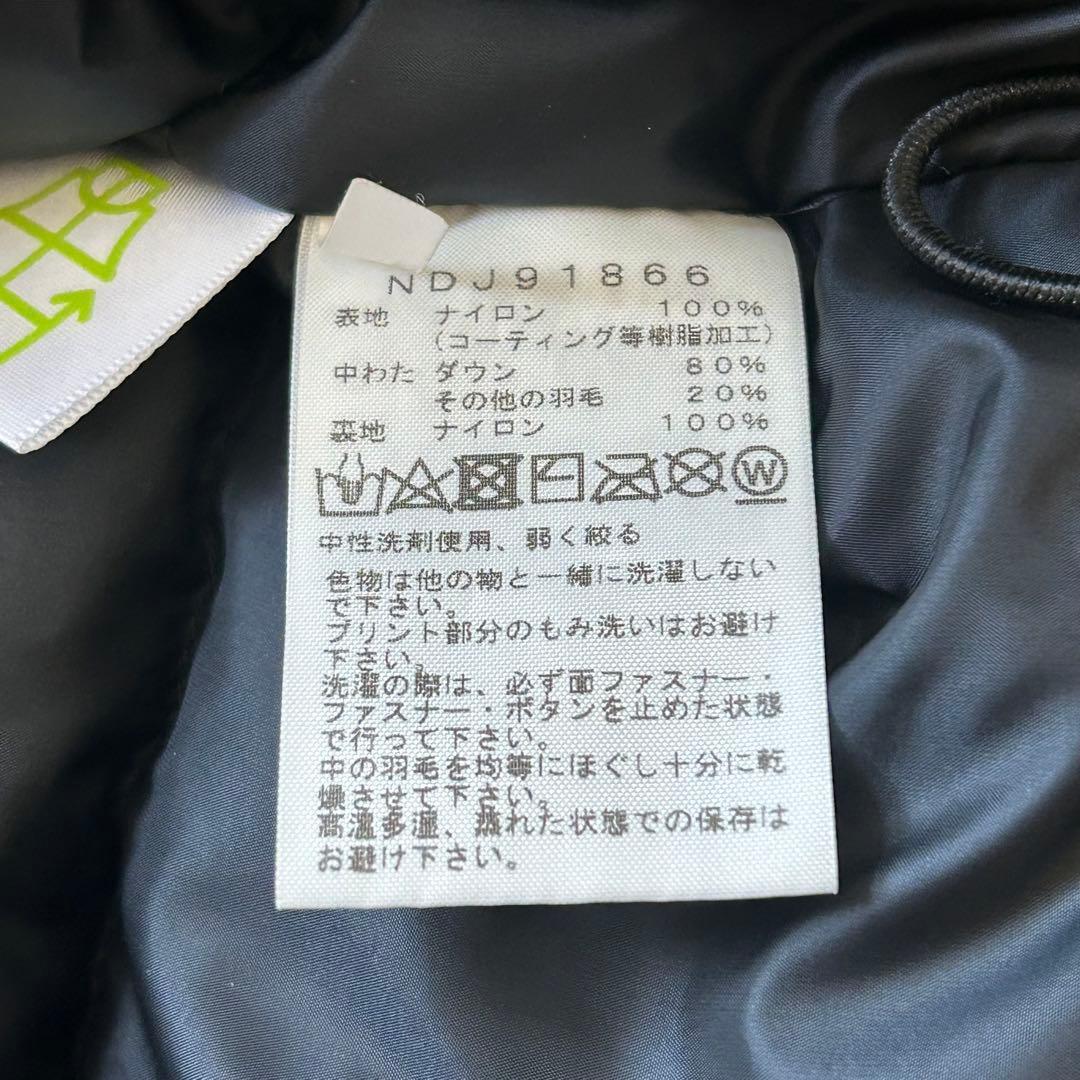 NDJ91866
表地 ナイロン 100%
(コーティング等樹脂加工)
中わた ダウン 80%
その他の羽毛 20%
裏地 ナイロン 100%
W
中性洗剤使用、弱く絞る
色物は他の物と一緒に洗濯しない
で下さい。
プリント部分のもみ洗いはお避け
下さい。
洗濯の際は、必ず面ファスナー・
ファスナー・ボタンを止めた状態
で行って下さい。
中の羽毛を均等にほぐし十分に乾
燥させて下さい。
高温多湿、蒸れた状態での保存は
お避け下さい。